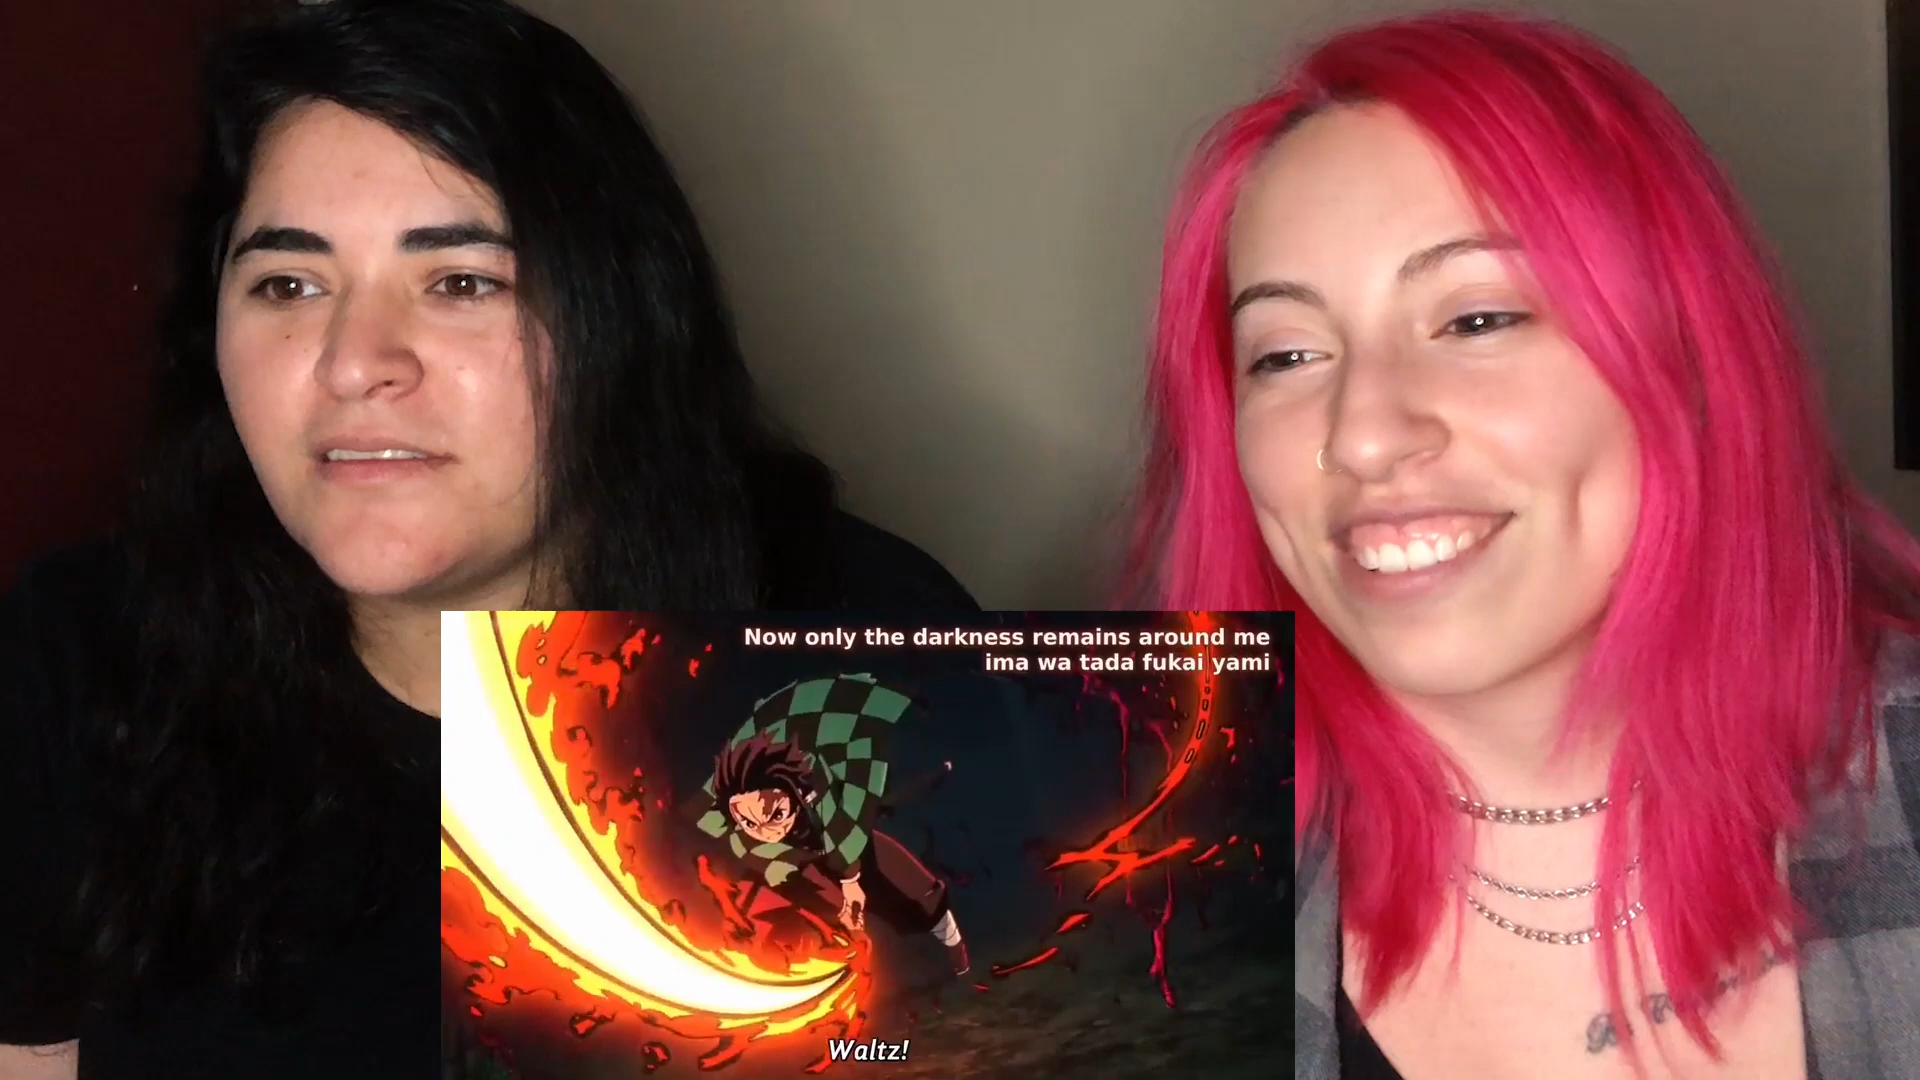 Now only the darkness remains around me
ima wa tada fukai yami
Waltz!